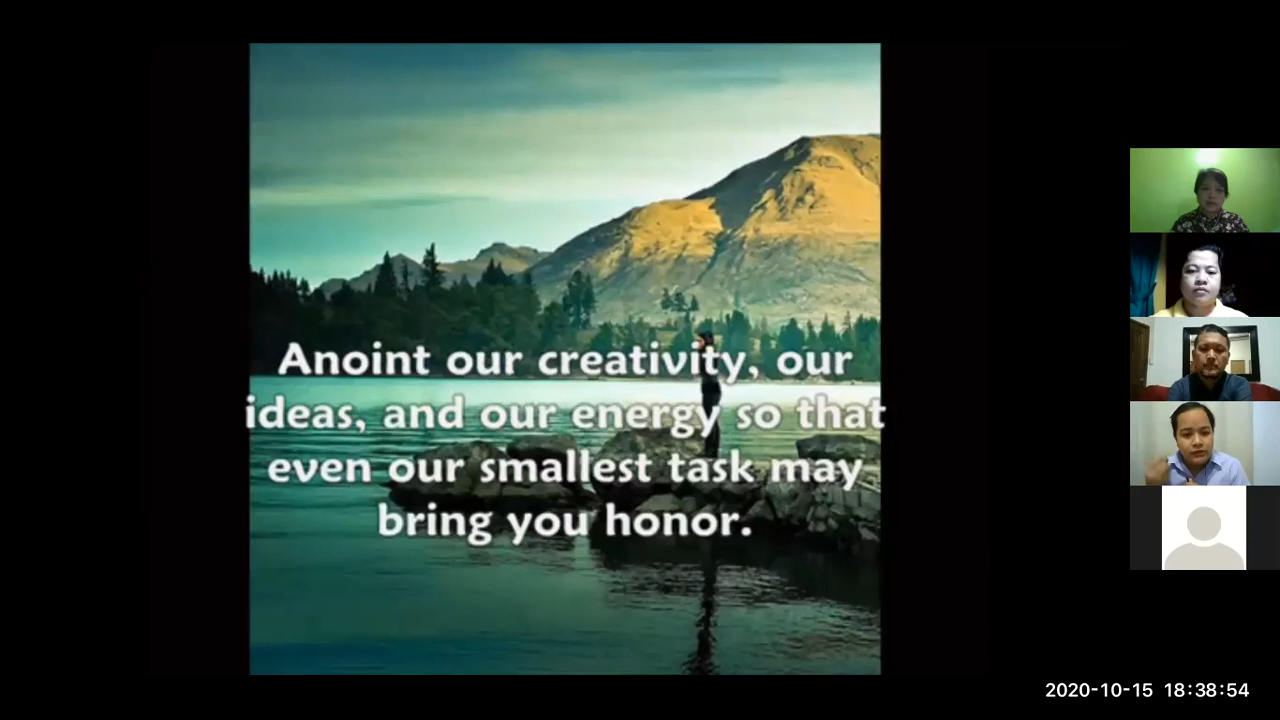 Anoint our creativity, our
ideas, and our energy so that
even our smallest task may
bring you honor.
2020-10-15 18:38:54